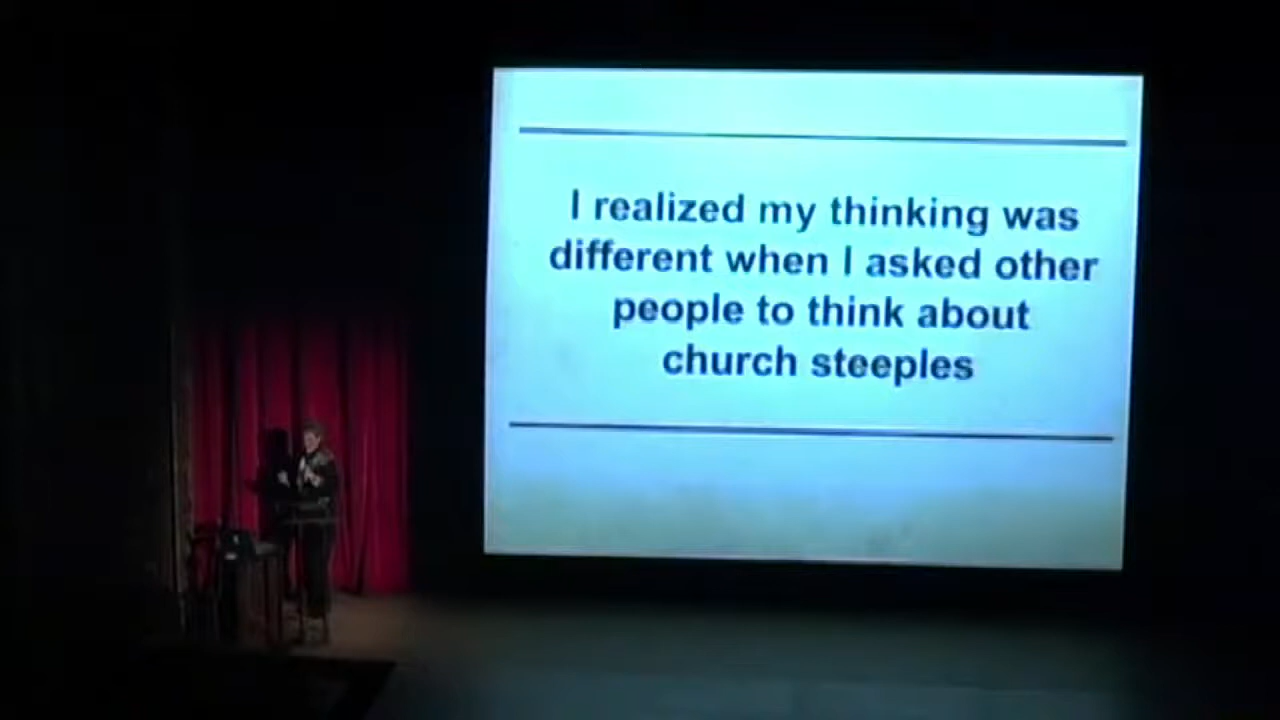 I realized my thinking was
different when I asked other
people to think about
church steeples